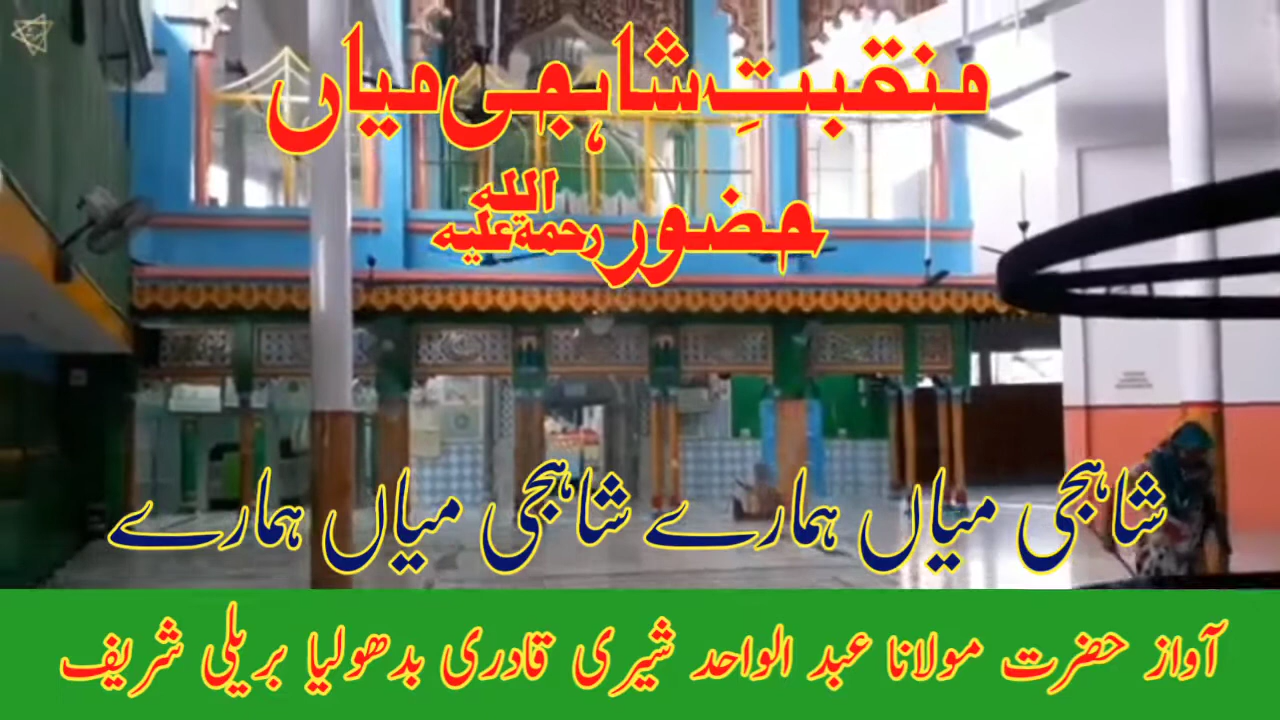 منقبتِ شاہجی میاں
حضور رحمۃ اللہ علیہ
شاہجی میاں ہمارے شاہجی میاں ہمارے
آواز حضرت مولانا عبد الواحد شیری قادری بدھولیا بریلی شریف